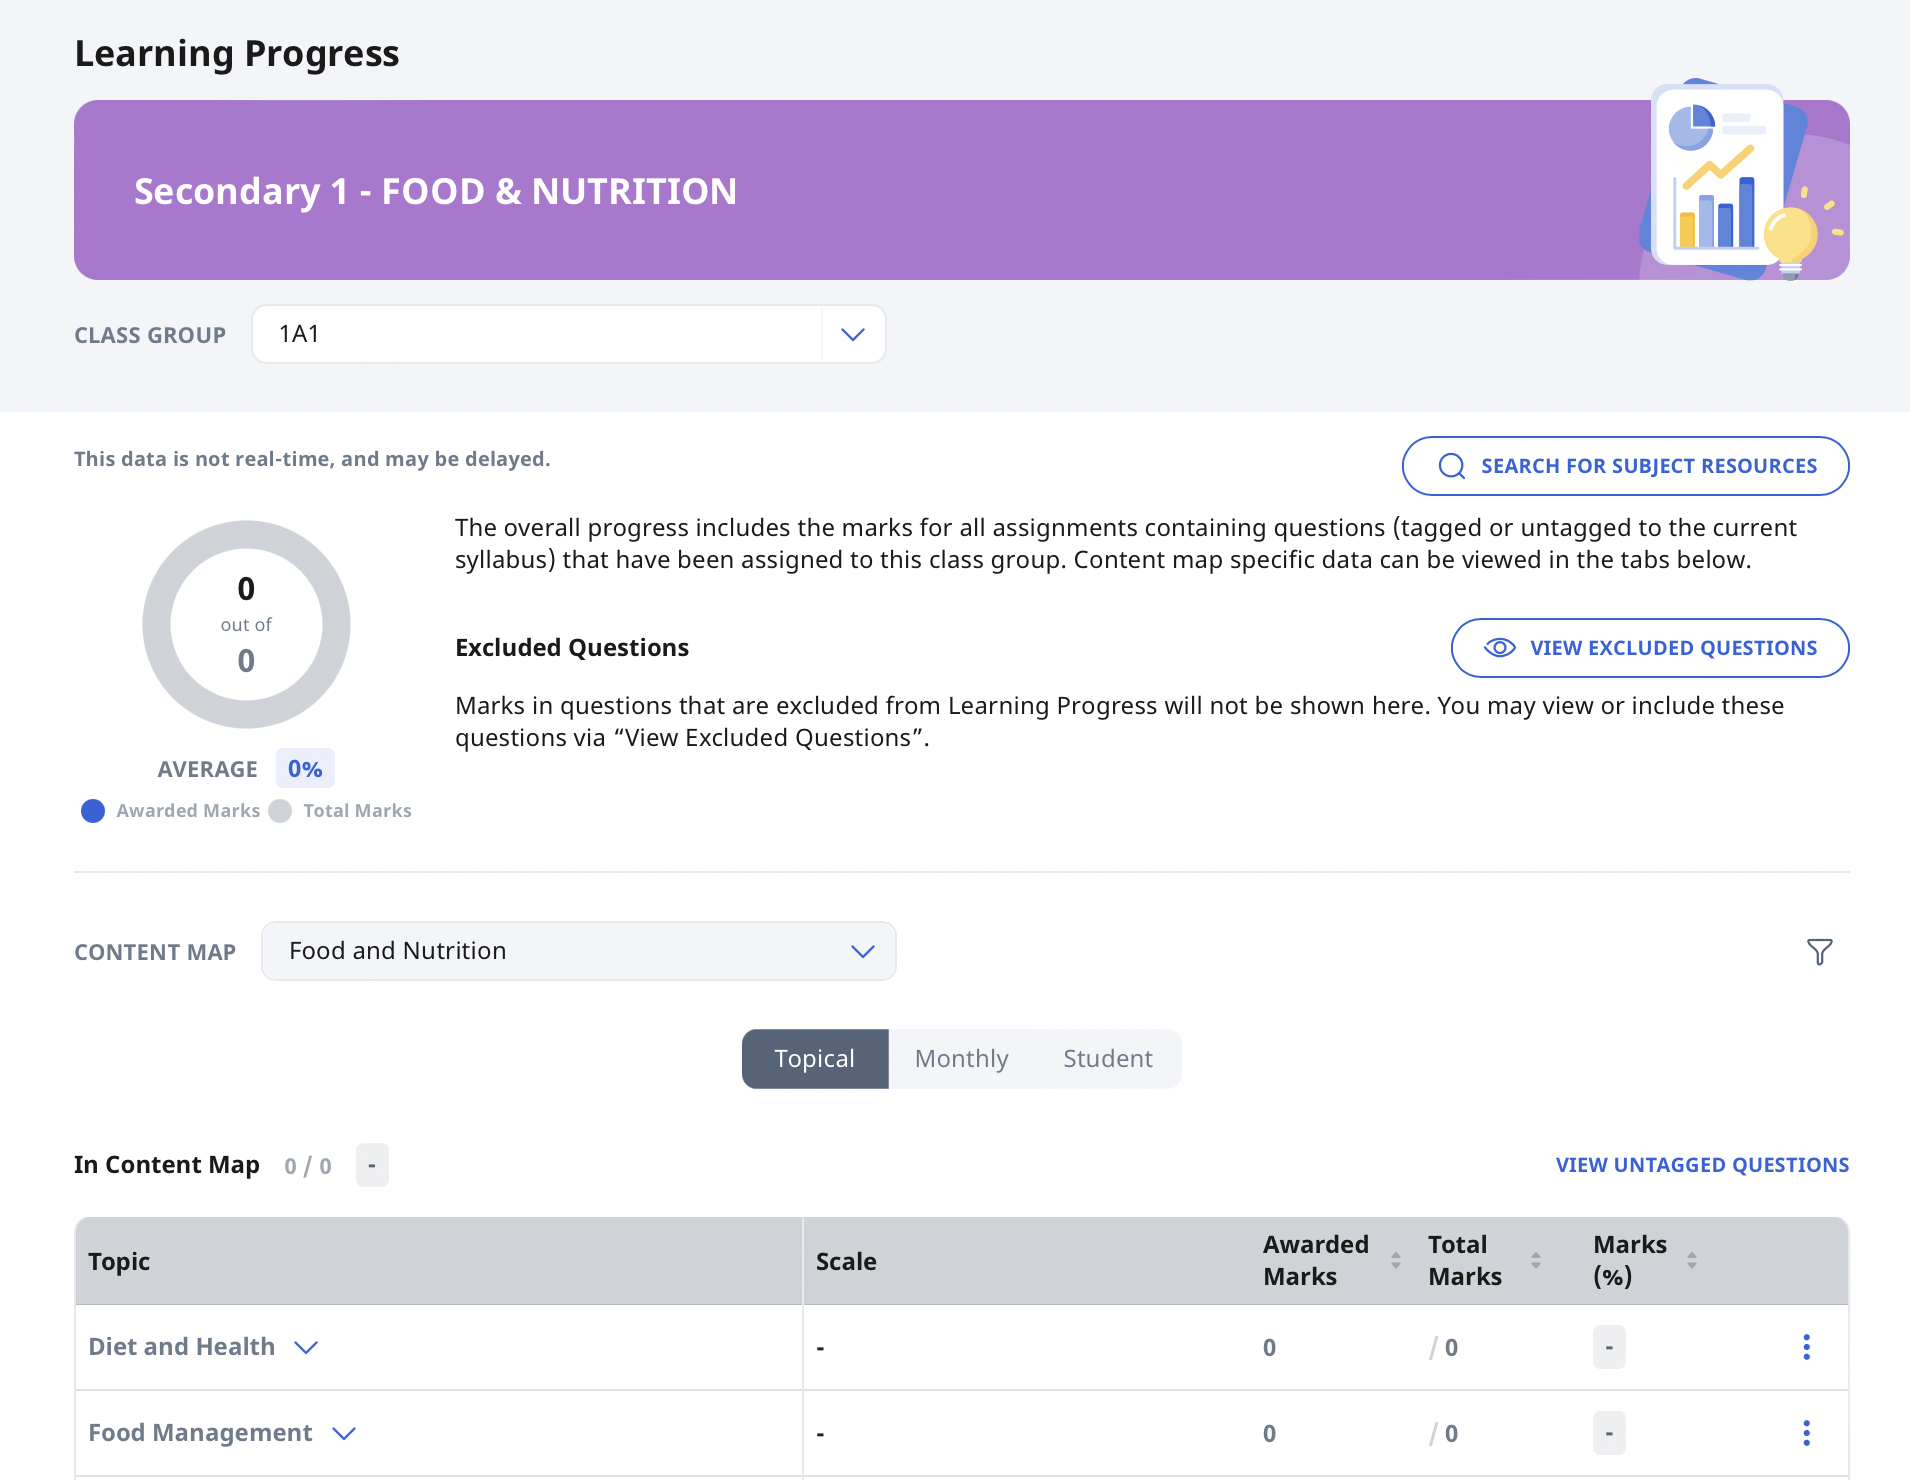 Learning Progress
Secondary 1 - FOOD & NUTRITION
CLASS GROUP
1A1
This data is not real-time, and may be delayed.
SEARCH FOR SUBJECT RESOURCES
0
out of
0
AVERAGE 0%
Awarded Marks Total Marks
The overall progress includes the marks for all assignments containing questions (tagged or untagged to the current
syllabus) that have been assigned to this class group. Content map specific data can be viewed in the tabs below.
Excluded Questions
VIEW EXCLUDED QUESTIONS
Marks in questions that are excluded from Learning Progress will not be shown here. You may view or include these
questions via “View Excluded Questions”.
CONTENT MAP
Food and Nutrition
Topical Monthly Student
In Content Map 0 / 0 -
VIEW UNTAGGED QUESTIONS
Topic
Scale
Awarded
Marks
Total
Marks
Marks
(%)
Diet and Health - 0 / 0 -
Food Management - 0 / 0 -